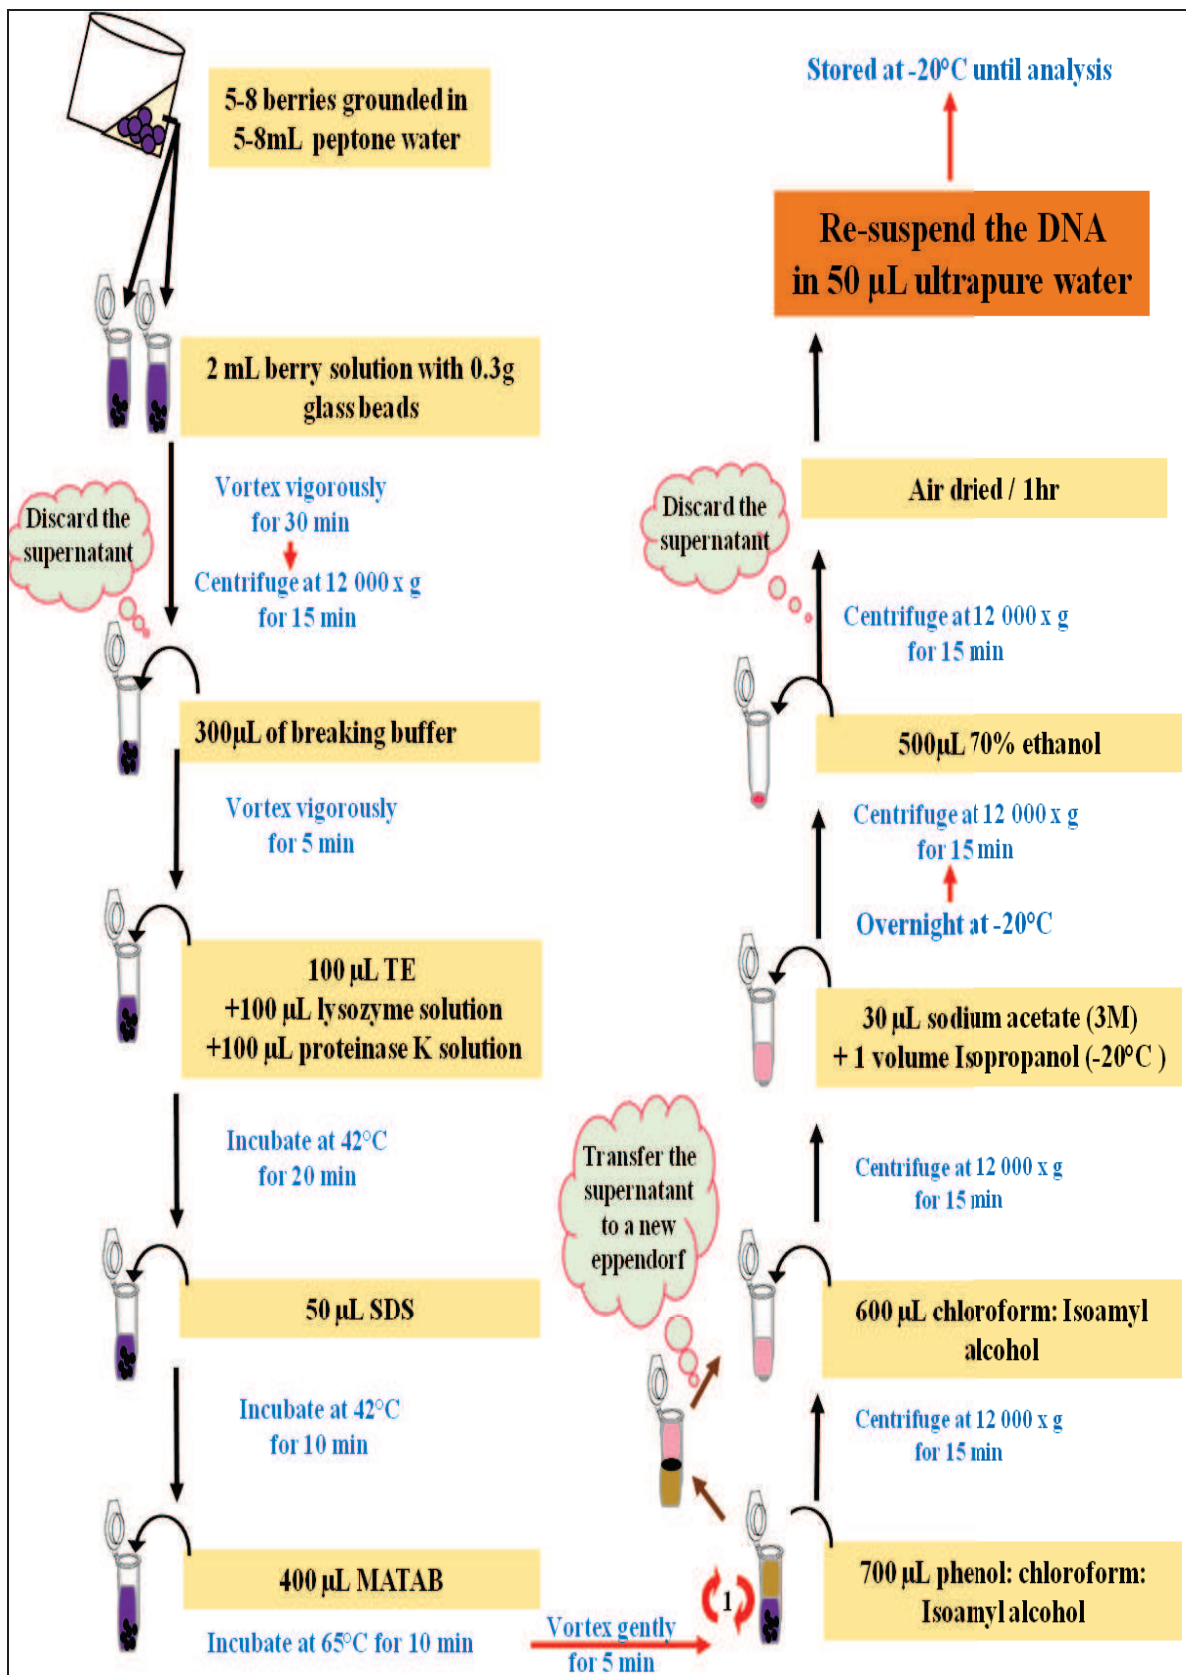 5-8 berries grounded in
5-8mL peptone water
2 mL berry solution with 0.3g
glass beads
Vortex vigorously
for 30 min
Discard the
supernatant
Centrifuge at 12 000 x g
for 15 min
300µL of breaking buffer
Vortex vigorously
for 5 min
100 µL TE
+100 µL lysozyme solution
+100 µL proteinase K solution
Incubate at 42°C
for 20 min
50 µL SDS
Incubate at 42°C
for 10 min
400 µL MATAB
Incubate at 65°C for 10 min
Vortex gently
for 5 min
1
700 µL phenol: chloroform:
Isoamyl alcohol
Centrifuge at 12 000 x g
for 15 min
Transfer the
supernatant
to a new
eppendorf
600 µL chloroform: Isoamyl
alcohol
Centrifuge at 12 000 x g
for 15 min
30 µL sodium acetate (3M)
+ 1 volume Isopropanol (-20°C )
Overnight at -20°C
Centrifuge at 12 000 x g
for 15 min
500µL 70% ethanol
Centrifuge at 12 000 x g
for 15 min
Discard the
supernatant
Air dried / 1hr
Re-suspend the DNA
in 50 µL ultrapure water
Stored at -20°C until analysis